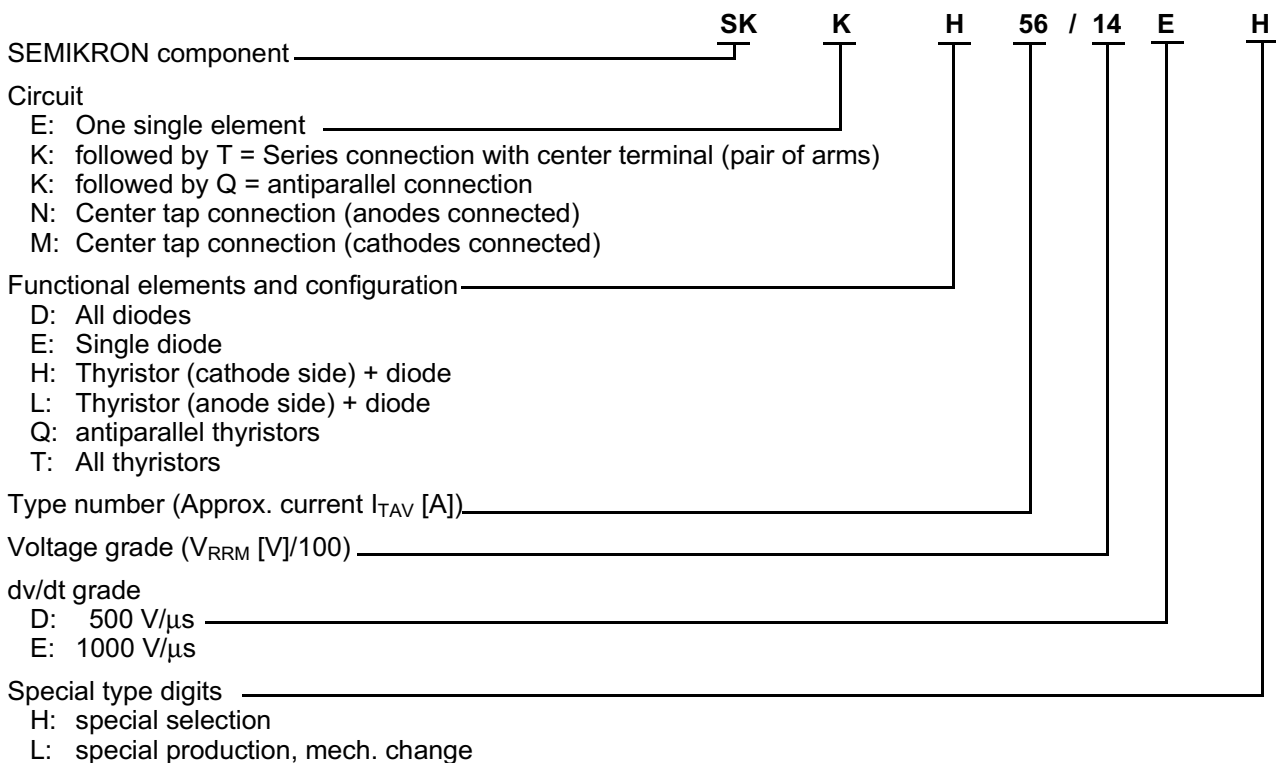 SK K H 56 / 14 E H
SEMIKRON component
Circuit
E: One single element
K: followed by T = Series connection with center terminal (pair of arms)
K: followed by Q = antiparallel connection
N: Center tap connection (anodes connected)
M: Center tap connection (cathodes connected)
Functional elements and configuration
D: All diodes
E: Single diode
H: Thyristor (cathode side) + diode
L: Thyristor (anode side) + diode
Q: antiparallel thyristors
T: All thyristors
Type number (Approx. current ITAV [A])
Voltage grade (VRRM [V]/100)
dv/dt grade
D: 500 V/μs
E: 1000 V/μs
Special type digits
H: special selection
L: special production, mech. change